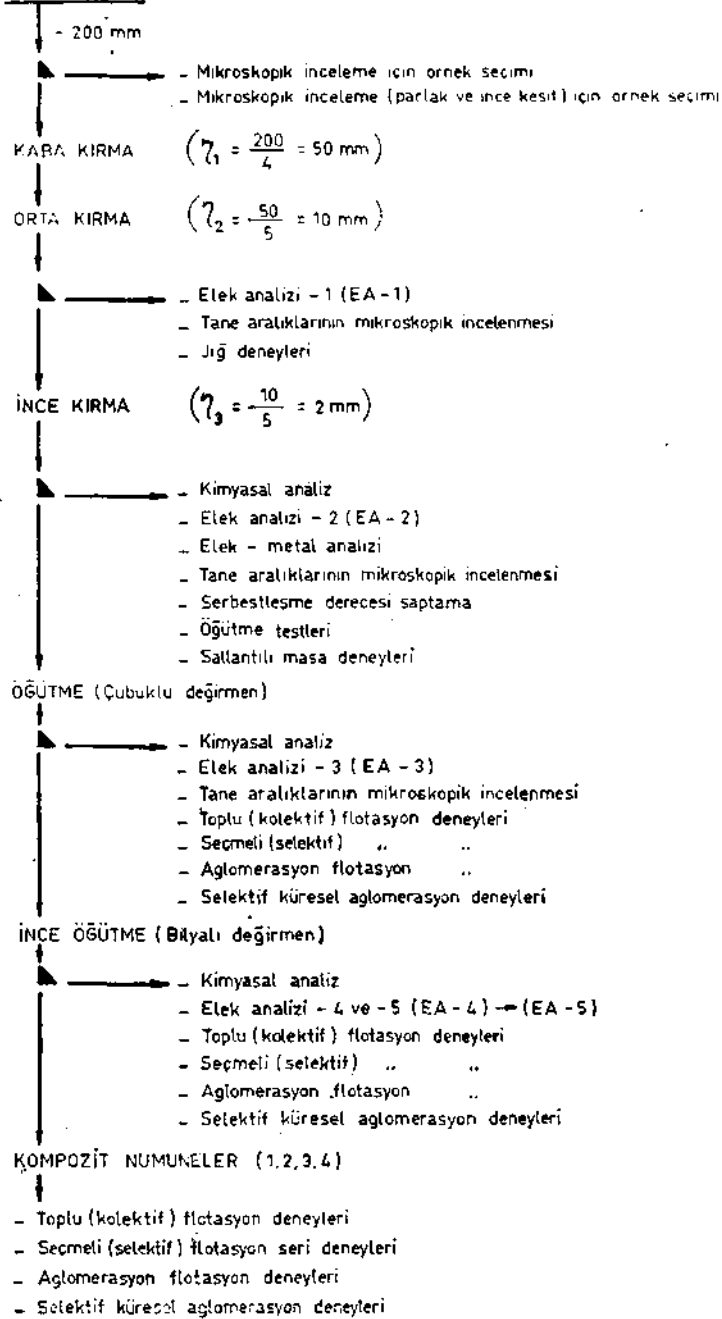 - 200 mm
- Mikroskopik inceleme için örnek seçimi
- Mikroskopik inceleme (parlak ve ince kesit) için örnek seçimi
KABA KIRMA (η₁ = 200/4 = 50 mm)
ORTA KIRMA (η₂ = 50/5 = 10 mm)
- Elek analizi - 1 (EA-1)
- Tane aralıklarının mikroskopik incelenmesi
- Jiğ deneyleri
İNCE KIRMA (η₃ = 10/5 = 2 mm)
- Kimyasal analiz
- Elek analizi - 2 (EA-2)
- Elek - metal analizi
- Tane aralıklarının mikroskopik incelenmesi
- Serbestleşme derecesi saptama
- Öğütme testleri
- Sallantılı masa deneyleri
ÖĞÜTME (Çubuklu değirmen)
- Kimyasal analiz
- Elek analizi - 3 (EA - 3)
- Tane aralıklarının mikroskopik incelenmesi
- Toplu (kolektif) flotasyon deneyleri
- Seçmeli (selektif) ,, ,,
- Aglomerasyon flotasyon ,,
- Selektif küresel aglomerasyon deneyleri
İNCE ÖĞÜTME (Bilyalı değirmen)
- Kimyasal analiz
- Elek analizi - 4 ve -5 (EA-4) → (EA-5)
- Toplu (kolektif) flotasyon deneyleri
- Seçmeli (selektif) ,, ,,
- Aglomerasyon flotasyon ,,
- Selektif küresel aglomerasyon deneyleri
KOMPOZİT NUMUNELER (1,2,3,4)
- Toplu (kolektif) flotasyon deneyleri
- Seçmeli (selektif) flotasyon seri deneyleri
- Aglomerasyon flotasyon deneyleri
- Selektif küresel aglomerasyon deneyleri